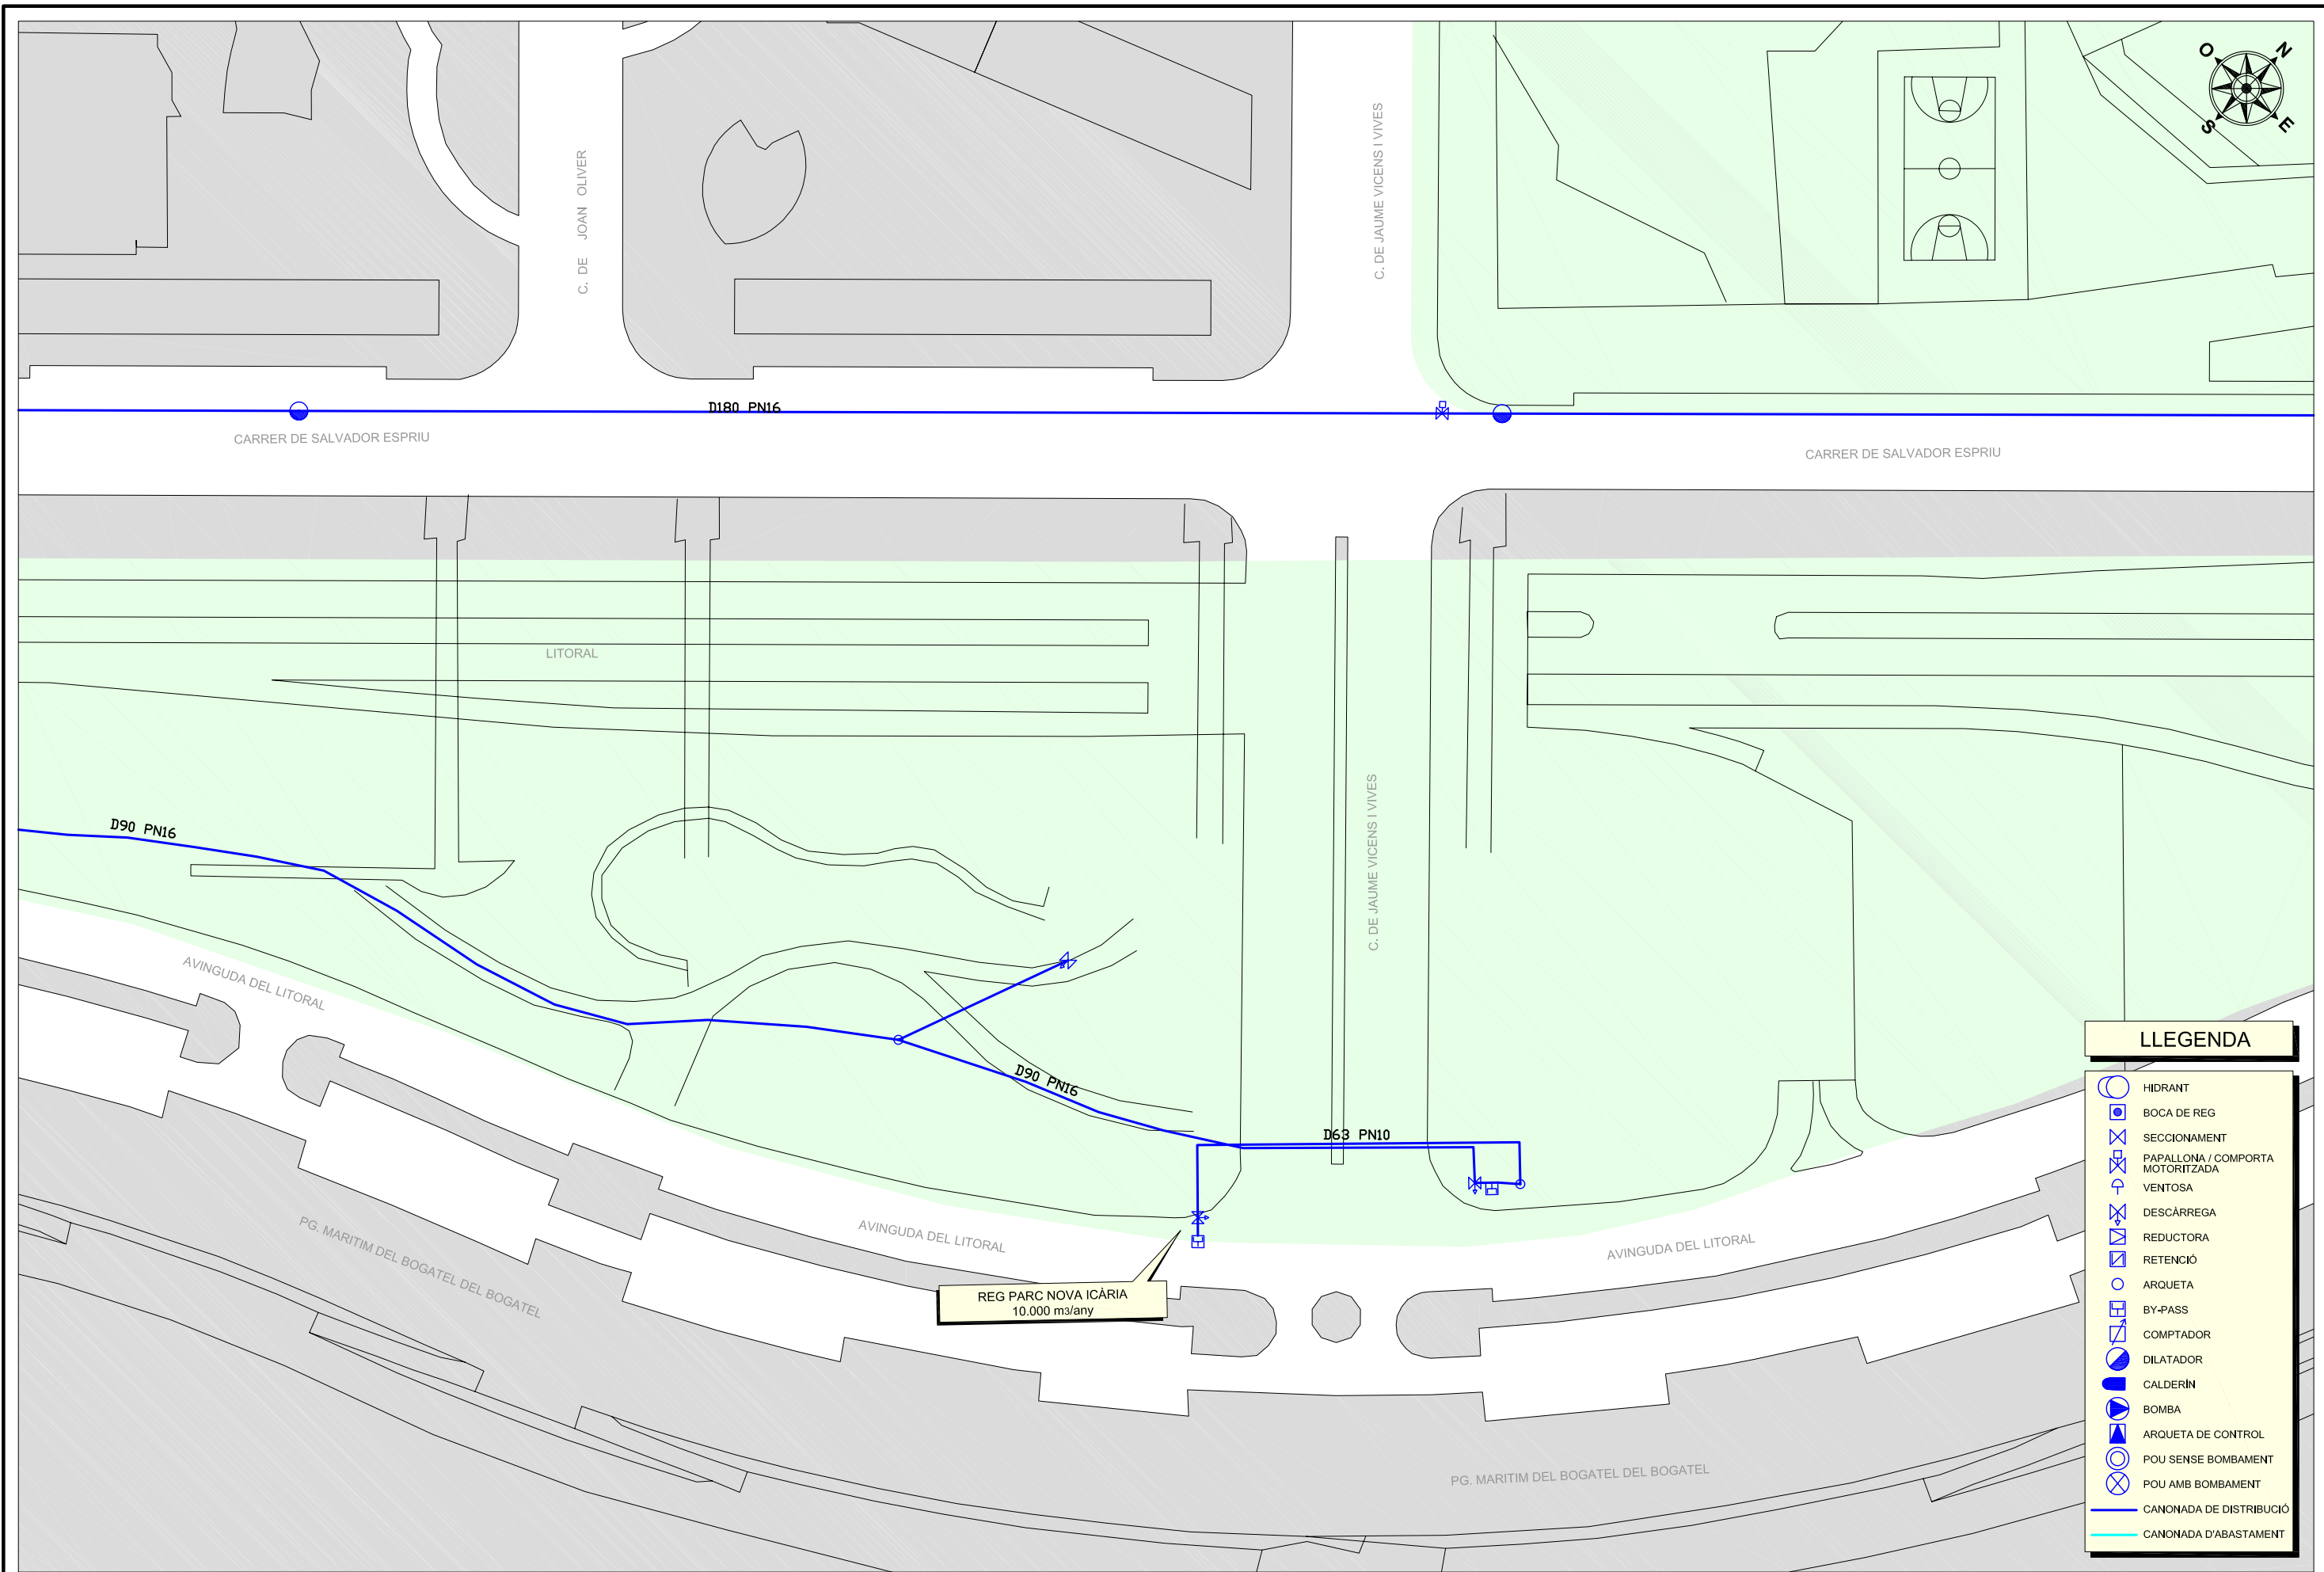 O
N
S
E
C. DE JOAN OLIVER
C. DE JAUME VICENS I VIVES
D180 PN16
CARRER DE SALVADOR ESPRIU
CARRER DE SALVADOR ESPRIU
LITORAL
D90 PN16
C. DE JAUME VICENS I VIVES
AVINGUDA DEL LITORAL
D90 PN16
D63 PN10
PG. MARITIM DEL BOGATEL DEL BOGATEL
AVINGUDA DEL LITORAL
AVINGUDA DEL LITORAL
REG PARC NOVA ICÀRIA
10.000 m3/any
PG. MARITIM DEL BOGATEL DEL BOGATEL
LLEGENDA
HIDRANT
BOCA DE REG
SECCIONAMENT
PAPALLONA / COMPORTA
MOTORITZADA
VENTOSA
DESCÀRREGA
REDUCTORA
RETENCIÓ
ARQUETA
BY-PASS
COMPTADOR
DILATADOR
CALDERÍN
BOMBA
ARQUETA DE CONTROL
POU SENSE BOMBAMENT
POU AMB BOMBAMENT
CANONADA DE DISTRIBUCIÓ
CANONADA D'ABASTAMENT